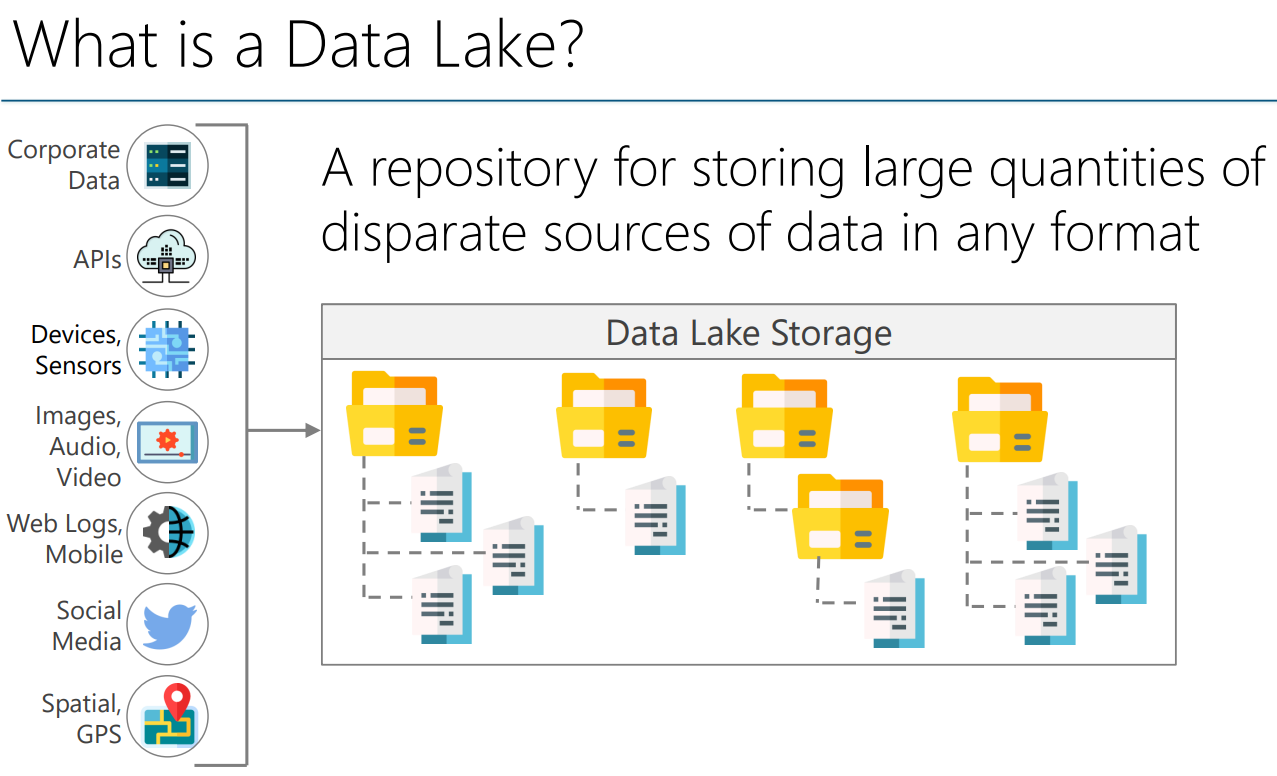 What is a Data Lake?
Corporate
Data
APIs
Devices,
Sensors
Images,
Audio,
Video
Web Logs,
Mobile
Social
Media
Spatial,
GPS
A repository for storing large quantities of
disparate sources of data in any format
Data Lake Storage